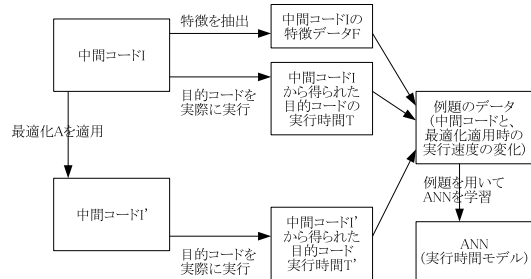 特徴を抽出
中間コードIの
特徴データF
中間コードI
目的コードを
実際に実行
中間コードI
から得られた
目的コードの
実行時間T
例題のデータ
(中間コードと、
最適化適用時の
実行速度の変化)
最適化Aを適用
例題を用いて
ANNを学習
中間コードI'
目的コードを
実際に実行
中間コードI'
から得られた
目的コード
実行時間T'
ANN
(実行時間モデル)